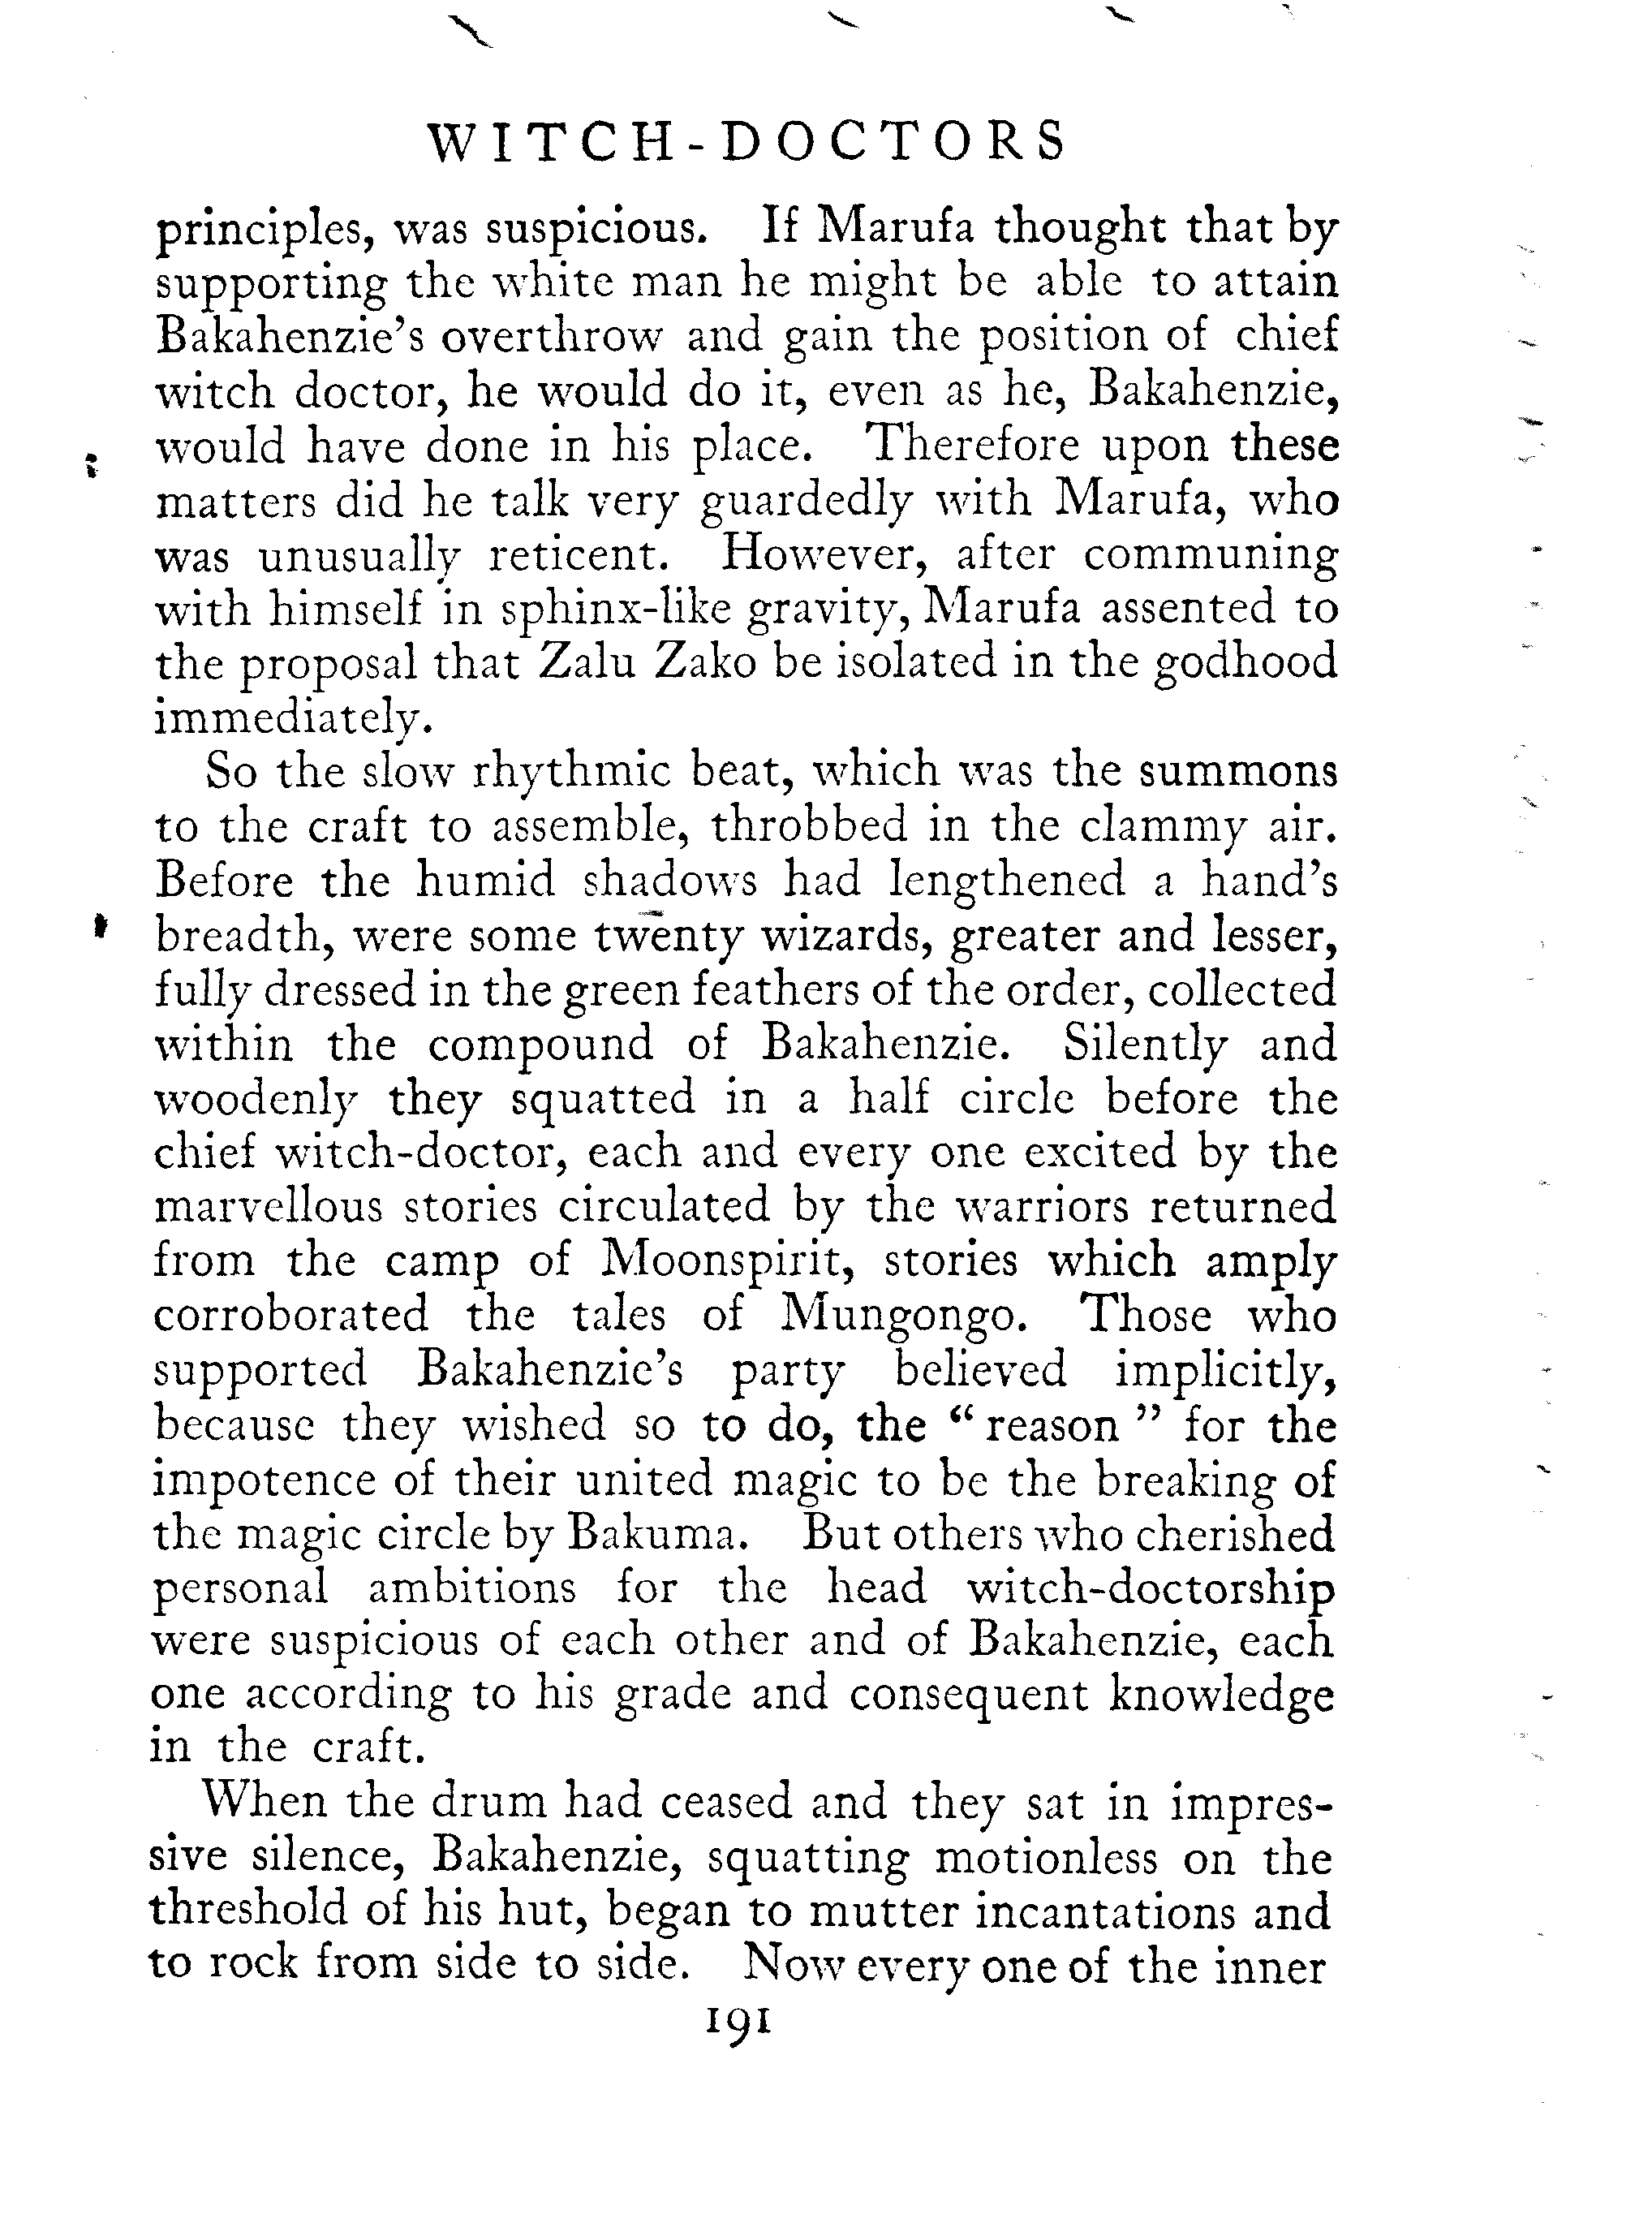 WITCH-DOCTORS
principles, was suspicious. If Marufa thought that by
supporting the white man he might be able to attain
Bakahenzie's overthrow and gain the position of chief
witch doctor, he would do it, even as he, Bakahenzie,
would have done in his place. Therefore upon these
matters did he talk very guardedly with Marufa, who
was unusually reticent. However, after communing
with himself in sphinx-like gravity, Marufa assented to
the proposal that Zalu Zako be isolated in the godhood
immediately.
So the slow rhythmic beat, which was the summons
to the craft to assemble, throbbed in the clammy air.
Before the humid shadows had lengthened a hand's
breadth, were some twenty wizards, greater and lesser,
fully dressed in the green feathers of the order, collected
within the compound of Bakahenzie. Silently and
woodenly they squatted in a half circle before the
chief witch-doctor, each and every one excited by the
marvellous stories circulated by the warriors returned
from the camp of Moonspirit, stories which amply
corroborated the tales of Mungongo. Those who
supported Bakahenzie's party believed implicitly,
because they wished so to do, the “ reason ” for the
impotence of their united magic to be the breaking of
the magic circle by Bakuma. But others who cherished
personal ambitions for the head witch-doctorship
were suspicious of each other and of Bakahenzie, each
one according to his grade and consequent knowledge
in the craft.
When the drum had ceased and they sat in impres-
sive silence, Bakahenzie, squatting motionless on the
threshold of his hut, began to mutter incantations and
to rock from side to side. Now every one of the inner
191